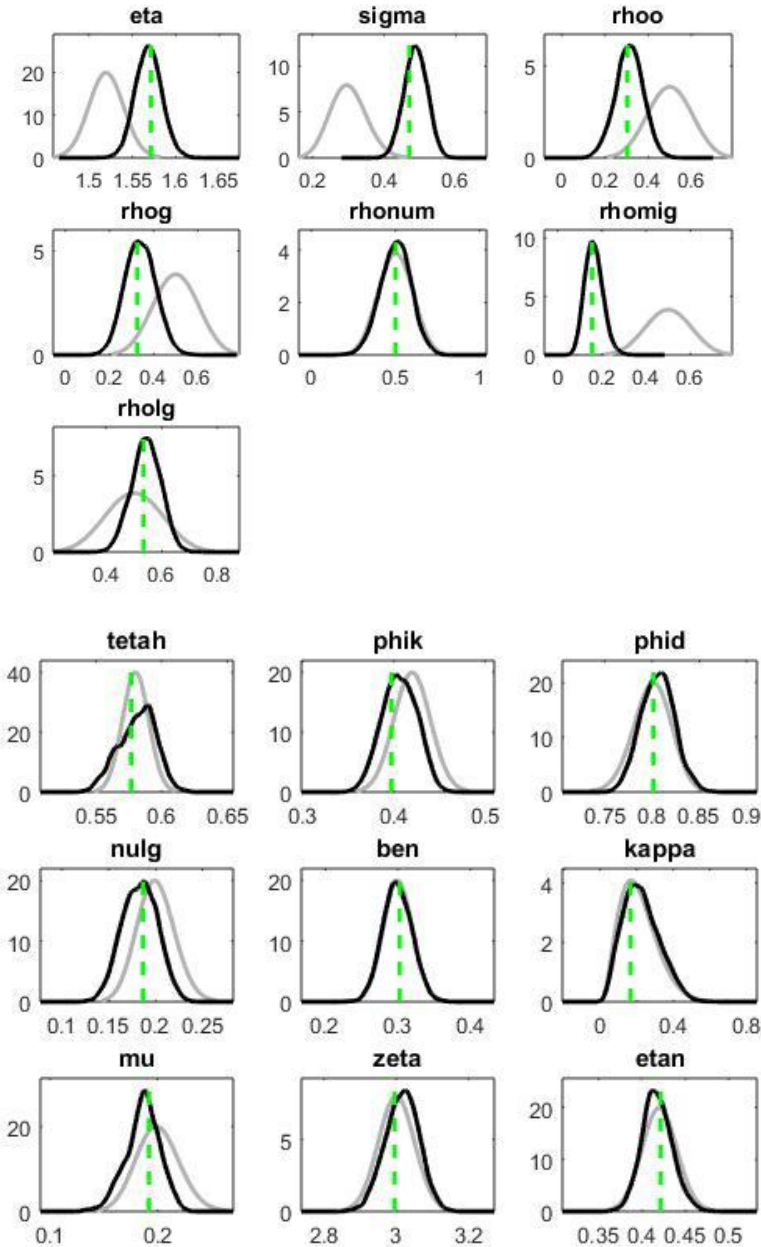 eta sigma rhoo
20 10 0 10 5 0 5 0
1.5 1.55 1.6 1.65 0.2 0.4 0.6 0 0.2 0.4 0.6
rhog rhonum rhomig
5 0 4 2 0 10 5 0
0 0.2 0.4 0.6 0 0.5 1 0 0.2 0.4 0.6
rholg
5 0
0.4 0.6 0.8
tetah phik phid
40 20 0 20 10 0 20 10 0
0.55 0.6 0.65 0.3 0.4 0.5 0.75 0.8 0.85 0.9
nulg ben kappa
20 10 0 20 10 0 4 2 0
0.1 0.15 0.2 0.25 0.2 0.3 0.4 0 0.4 0.8
mu zeta etan
20 0 5 0 20 10 0
0.1 0.2 2.8 3 3.2 0.35 0.4 0.45 0.5